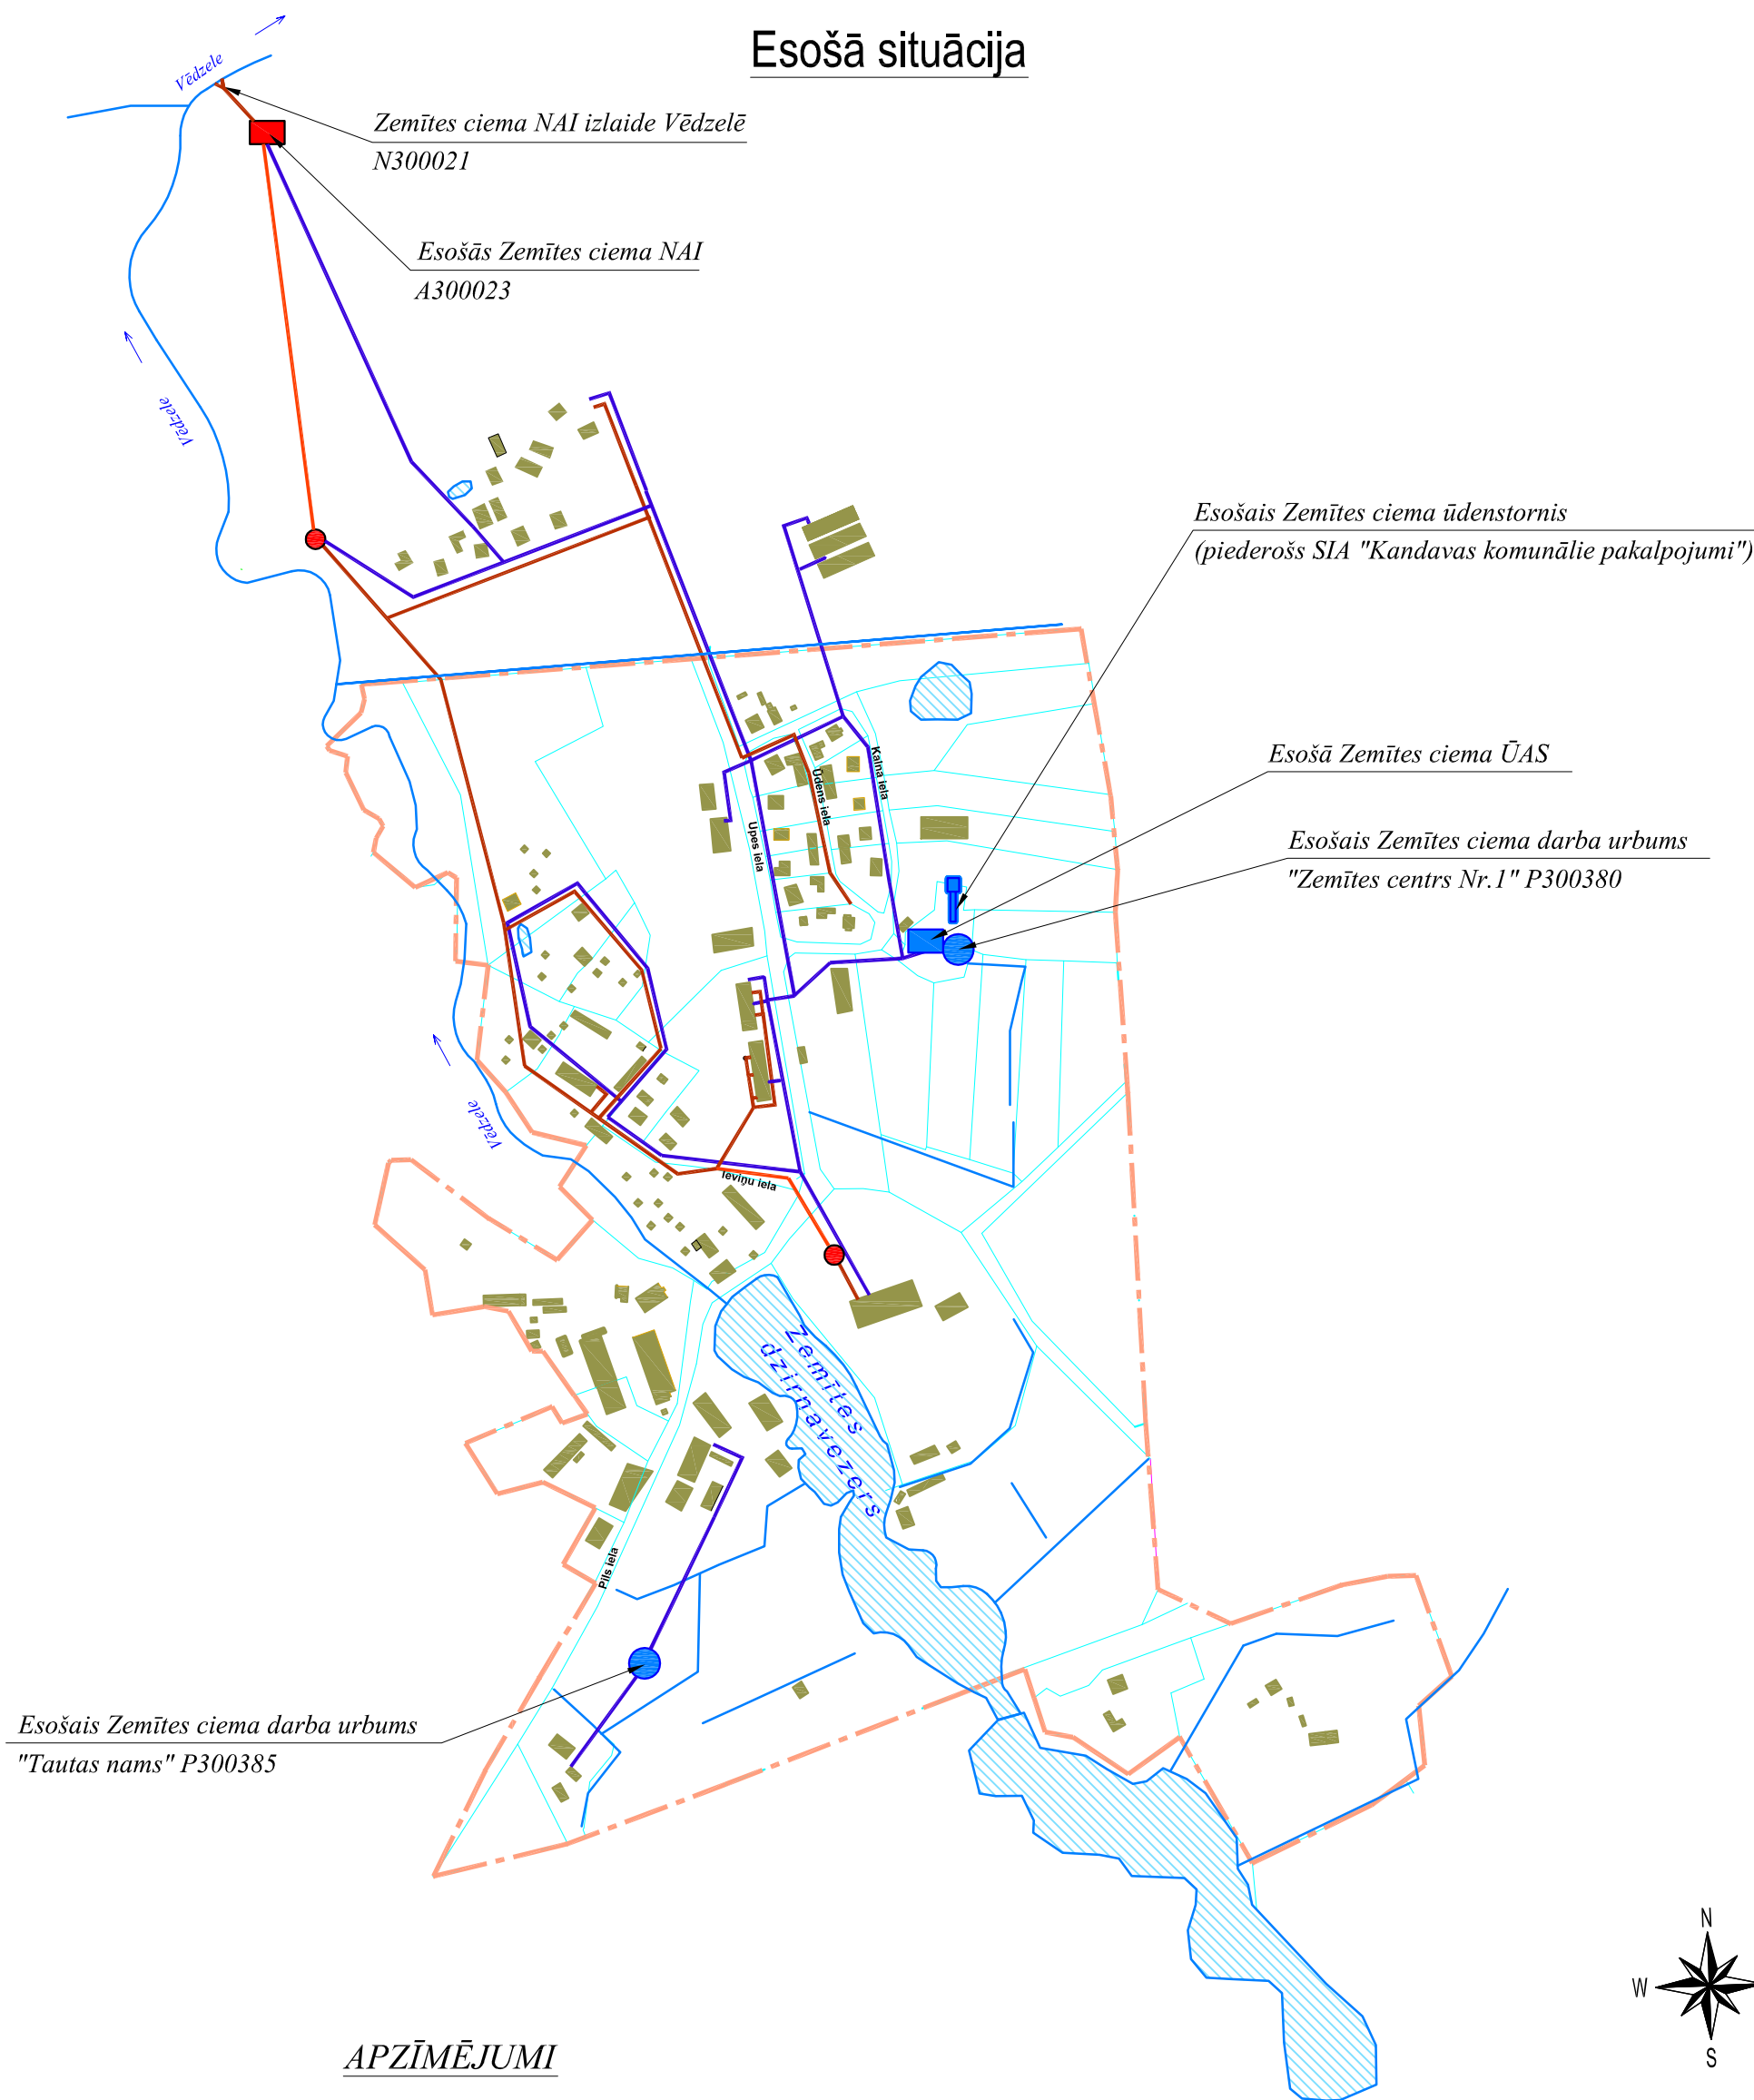 Esošā situācija
Vēdzele
Zemītes ciema NAI izlaide Vēdzelē
N300021
Esošās Zemītes ciema NAI
A300023
Vēdzele
Esošais Zemītes ciema ūdenstornis
(piederošs SIA "Kandavas komunālie pakalpojumi")
Esošā Zemītes ciema ŪAS
Kalna iela
Ūdens iela
Upes iela
Esošais Zemītes ciema darba urbums
"Zemītes centrs Nr.1" P300380
Vēdzele
Ieviņu iela
Zemītes
dzirnavezers
Pils iela
Esošais Zemītes ciema darba urbums
"Tautas nams" P300385
N
W
S
APZĪMĒJUMI